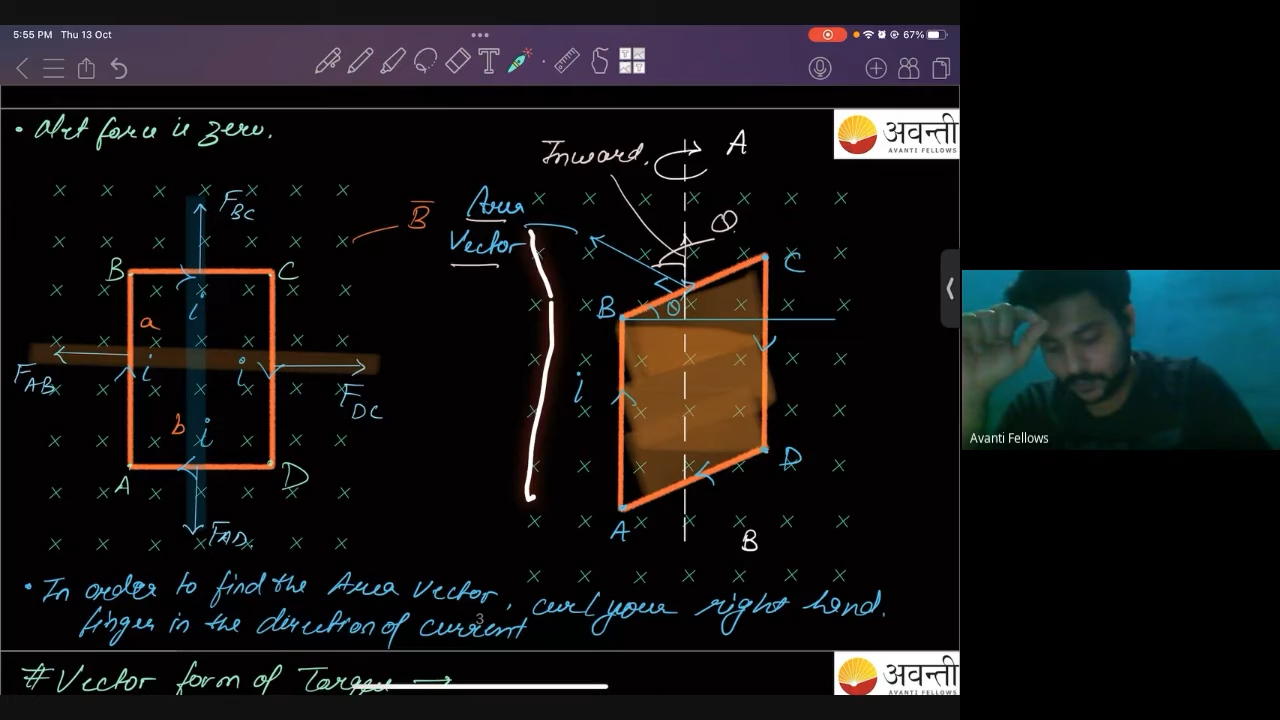 5:55 PM Thu 13 Oct
67%
• Net force is zero.
अवन्ती
AVANTI FELLOWS
Inward.
A
F_BC
B̅
Area
Vector
θ
B
C
i
a
F_AB
i
i
F_DC
b
i
A
D
F_AD
B
θ
C
i
A
D
B
• In order to find the Area Vector, curl your right hand.
finger in the direction of current
3
# Vector form of Torque →
अवन्ती
AVANTI FELLOWS
T
Avanti Fellows